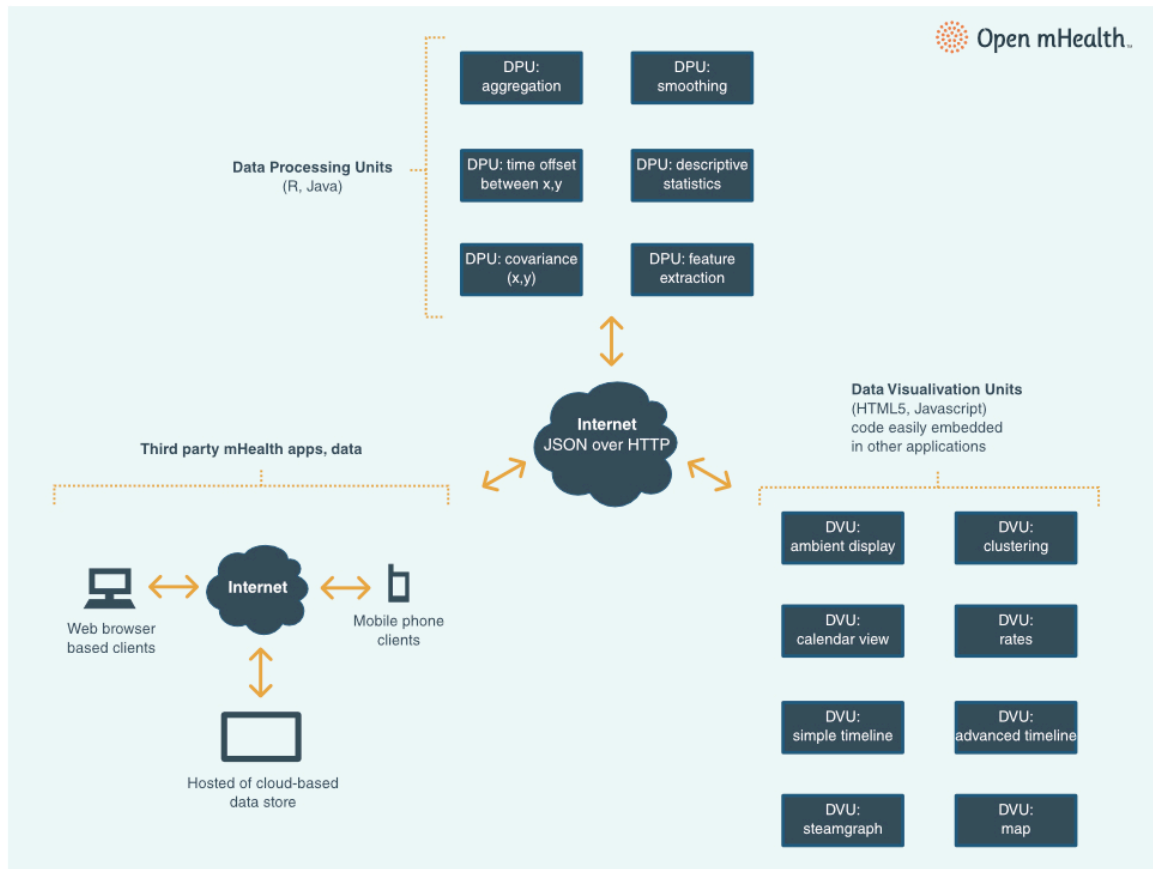 Open mHealth™
DPU:
aggregation
DPU:
smoothing
Data Processing Units
(R, Java)
DPU: time offset
between x,y
DPU: descriptive
statistics
DPU: covariance
(x,y)
DPU: feature
extraction
Internet
JSON over HTTP
Data Visualivation Units
(HTML5, Javascript)
code easily embedded
in other applications
Third party mHealth apps, data
Internet
Web browser
based clients
Mobile phone
clients
Hosted of cloud-based
data store
DVU:
ambient display
DVU:
clustering
DVU:
calendar view
DVU:
rates
DVU:
simple timeline
DVU:
advanced timeline
DVU:
steamgraph
DVU:
map